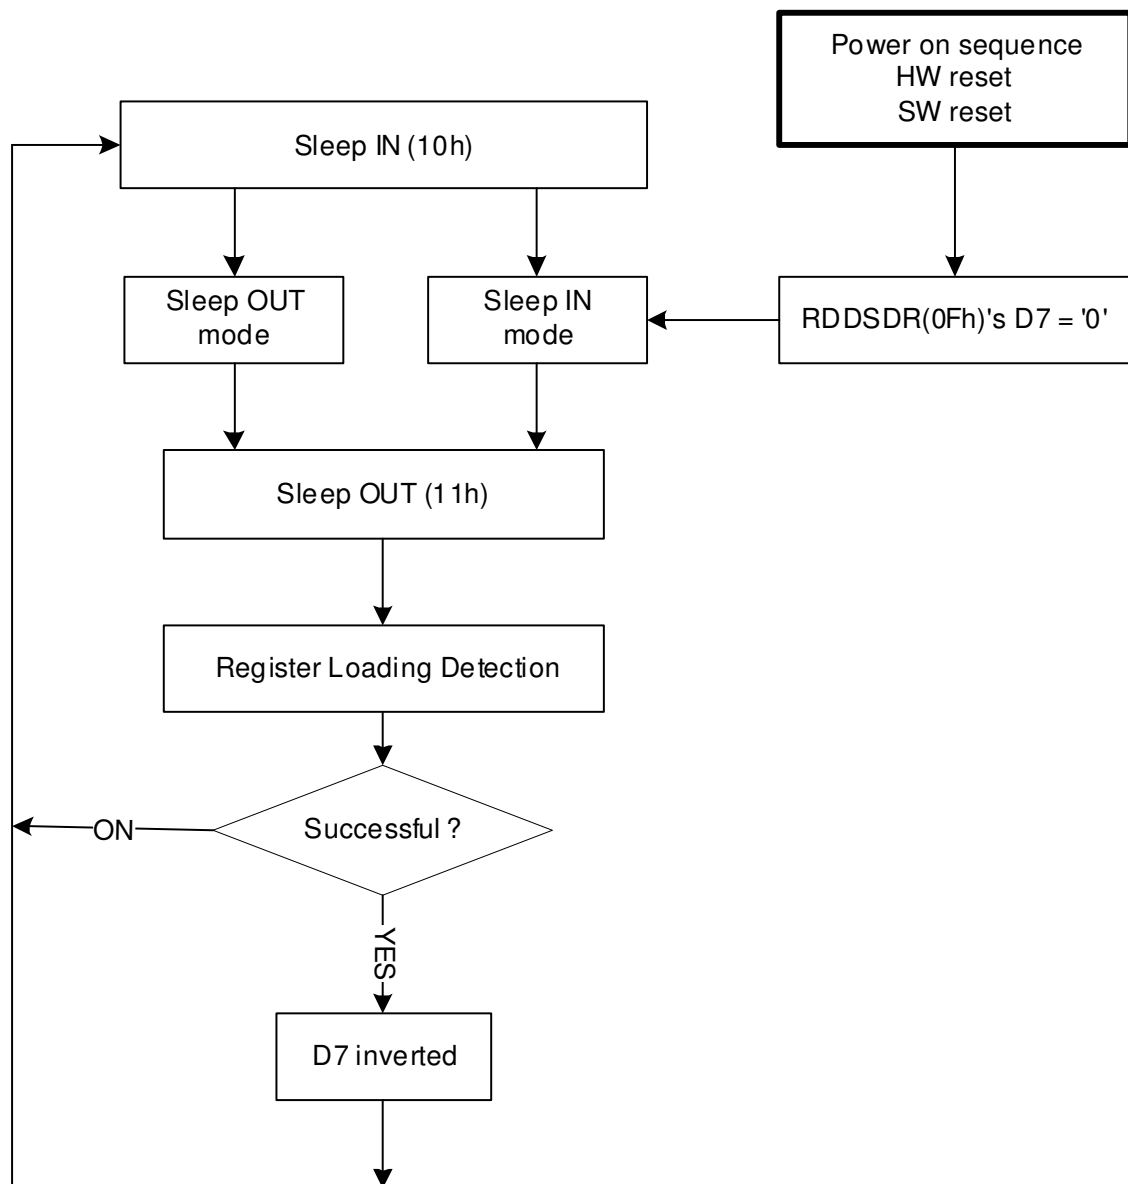 Power on sequence
HW reset
SW reset
Sleep IN (10h)
Sleep OUT
mode
Sleep IN
mode
RDDSDR(0Fh)'s D7 = '0'
Sleep OUT (11h)
Register Loading Detection
Successful ?
ON
YES
D7 inverted